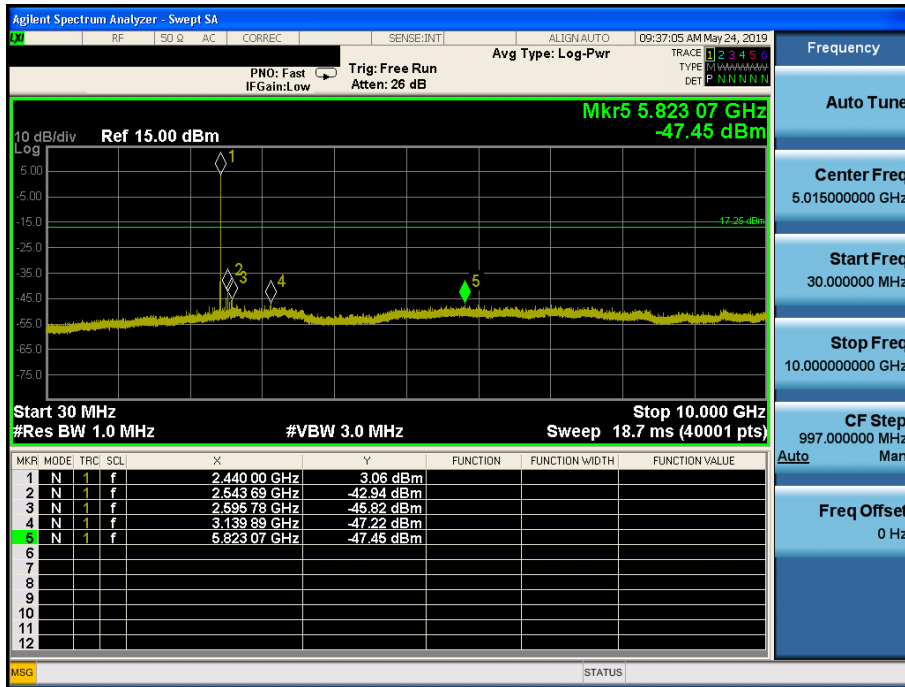 Agilent Spectrum Analyzer - Swept SA
LXI RF 50 Ω AC CORREC SENSE:INT ALIGN AUTO 09:37:05 AM May 24, 2019
PNO: Fast
IFGain:Low
Trig: Free Run
Atten: 26 dB
Avg Type: Log-Pwr
TRACE 1 2 3 4 5 6
TYPE M W W W W W
DET P N N N N N
Mkr5 5.823 07 GHz
-47.45 dBm
10 dB/div Ref 15.00 dBm
Log
5.00
-5.00
-15.0
-25.0
-35.0
-45.0
-55.0
-65.0
-75.0
1
2
3
4
5
-17.25 dBm
Start 30 MHz Stop 10.000 GHz
#Res BW 1.0 MHz #VBW 3.0 MHz Sweep 18.7 ms (40001 pts)
MKR MODE TRC SCL X Y FUNCTION FUNCTION WIDTH FUNCTION VALUE
1 N 1 f 2.440 00 GHz 3.06 dBm
2 N 1 f 2.543 69 GHz -42.94 dBm
3 N 1 f 2.595 78 GHz -45.82 dBm
4 N 1 f 3.139 89 GHz -47.22 dBm
5 N 1 f 5.823 07 GHz -47.45 dBm
6
7
8
9
10
11
12
MSG STATUS
Frequency
Auto Tune
Center Freq
5.015000000 GHz
Start Freq
30.000000 MHz
Stop Freq
10.000000000 GHz
CF Step
997.000000 MHz
Auto Man
Freq Offset
0 Hz